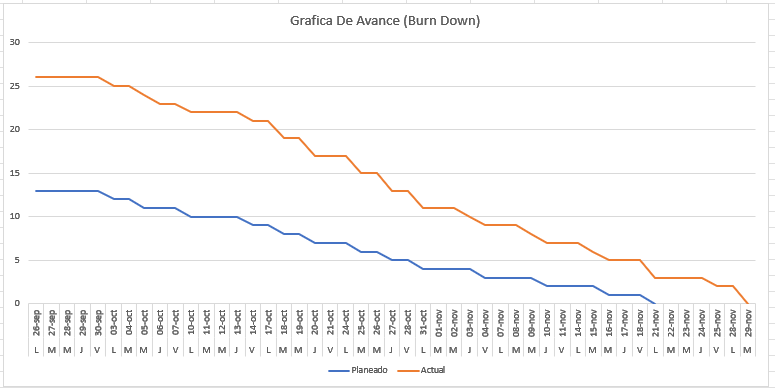 Grafica De Avance (Burn Down)
30
25
20
15
10
5
0
26-sep 27-sep 28-sep 29-sep 30-sep 03-oct 04-oct 05-oct 06-oct 07-oct 10-oct 11-oct 12-oct 13-oct 14-oct 17-oct 18-oct 19-oct 20-oct 21-oct 24-oct 25-oct 26-oct 27-oct 28-oct 31-oct 01-nov 02-nov 03-nov 04-nov 07-nov 08-nov 09-nov 10-nov 11-nov 14-nov 15-nov 16-nov 17-nov 18-nov 21-nov 22-nov 23-nov 24-nov 25-nov 28-nov 29-nov
L M M J V L M M J V L M M J V L M M J V L M M J V L M M J V L M M J V L M M J V L M M J V L M
Planeado Actual